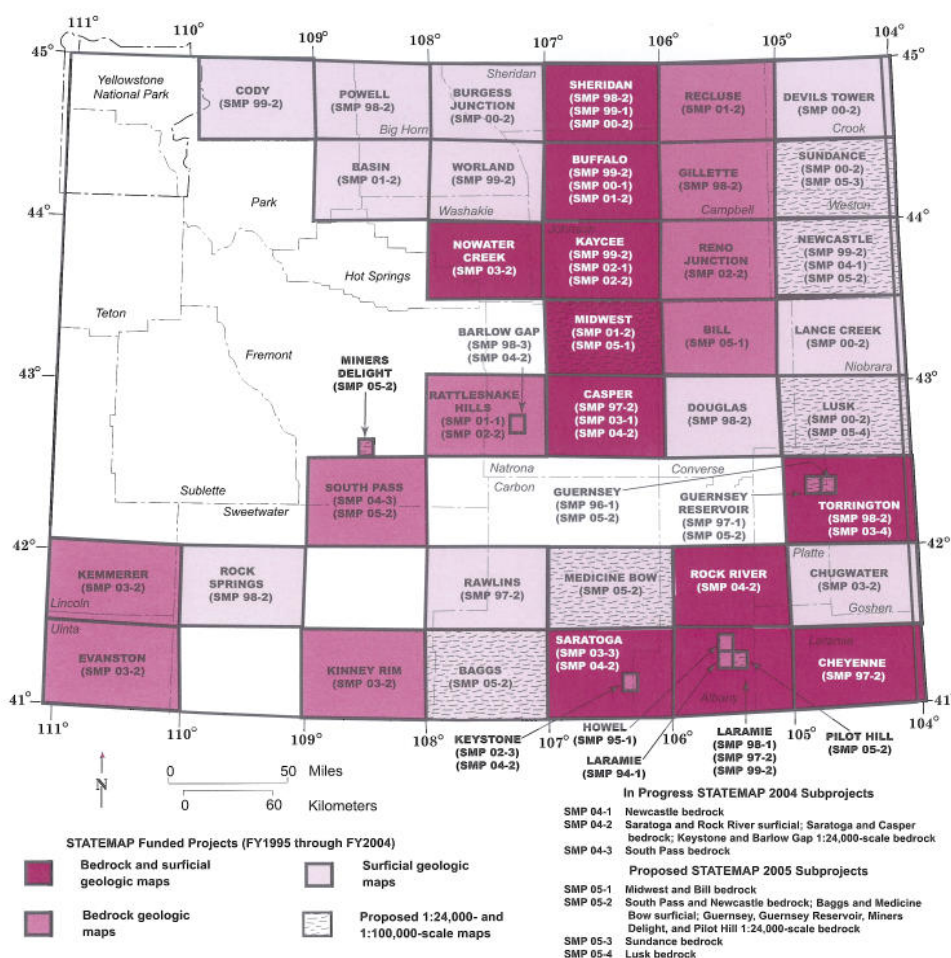 111°
110°
109°
108°
107°
106°
105°
104°
45°
45°
Yellowstone
National Park
CODY
(SMP 99-2)
POWELL
(SMP 98-2)
Big Horn
Sheridan
BURGESS
JUNCTION
(SMP 00-2)
SHERIDAN
(SMP 98-2)
(SMP 99-1)
(SMP 00-2)
RECLUSE
(SMP 01-2)
DEVILS TOWER
(SMP 00-2)
Crook
BASIN
(SMP 01-2)
WORLAND
(SMP 99-2)
Washakie
BUFFALO
(SMP 99-2)
(SMP 00-1)
(SMP 01-2)
GILLETTE
(SMP 98-2)
Campbell
SUNDANCE
(SMP 00-2)
(SMP 05-3)
Weston
44°
44°
Park
Hot Springs
NOWATER
CREEK
(SMP 03-2)
Johnson
KAYCEE
(SMP 99-2)
(SMP 02-1)
(SMP 02-2)
RENO
JUNCTION
(SMP 02-2)
NEWCASTLE
(SMP 99-2)
(SMP 04-1)
(SMP 05-2)
Teton
Fremont
MINERS
DELIGHT
(SMP 05-2)
BARLOW GAP
(SMP 98-3)
(SMP 04-2)
MIDWEST
(SMP 01-2)
(SMP 05-1)
BILL
(SMP 05-1)
LANCE CREEK
(SMP 00-2)
Niobrara
43°
43°
RATTLESNAKE
HILLS
(SMP 01-1)
(SMP 02-2)
CASPER
(SMP 97-2)
(SMP 03-1)
(SMP 04-2)
DOUGLAS
(SMP 98-2)
LUSK
(SMP 00-2)
(SMP 05-4)
Sublette
Sweetwater
SOUTH PASS
(SMP 04-3)
(SMP 05-2)
Natrona
Carbon
Converse
GUERNSEY
(SMP 96-1)
(SMP 05-2)
GUERNSEY
RESERVOIR
(SMP 97-1)
(SMP 05-2)
TORRINGTON
(SMP 98-2)
(SMP 03-4)
42°
42°
KEMMERER
(SMP 03-2)
Lincoln
ROCK
SPRINGS
(SMP 98-2)
RAWLINS
(SMP 97-2)
MEDICINE BOW
(SMP 05-2)
ROCK RIVER
(SMP 04-2)
Platte
CHUGWATER
(SMP 03-2)
Goshen
Uinta
EVANSTON
(SMP 03-2)
KINNEY RIM
(SMP 03-2)
BAGGS
(SMP 05-2)
SARATOGA
(SMP 03-3)
(SMP 04-2)
Albany
Laramie
CHEYENNE
(SMP 97-2)
41°
41°
111°
110°
109°
108°
107°
106°
105°
104°
KEYSTONE
(SMP 02-3)
(SMP 04-2)
HOWEL
(SMP 95-1)
LARAMIE
(SMP 94-1)
LARAMIE
(SMP 98-1)
(SMP 97-2)
(SMP 99-2)
PILOT HILL
(SMP 05-2)
N
0 50 Miles
0 60 Kilometers
STATEMAP Funded Projects (FY1995 through FY2004)
Bedrock and surficial
geologic maps
Bedrock geologic
maps
Surficial geologic
maps
Proposed 1:24,000- and
1:100,000-scale maps
In Progress STATEMAP 2004 Subprojects
SMP 04-1 Newcastle bedrock
SMP 04-2 Saratoga and Rock River surficial; Saratoga and Casper
bedrock; Keystone and Barlow Gap 1:24,000-scale bedrock
SMP 04-3 South Pass bedrock
Proposed STATEMAP 2005 Subprojects
SMP 05-1 Midwest and Bill bedrock
SMP 05-2 South Pass and Newcastle bedrock; Baggs and Medicine
Bow surficial; Guernsey, Guernsey Reservoir, Miners
Delight, and Pilot Hill 1:24,000-scale bedrock
SMP 05-3 Sundance bedrock
SMP 05-4 Lusk bedrock